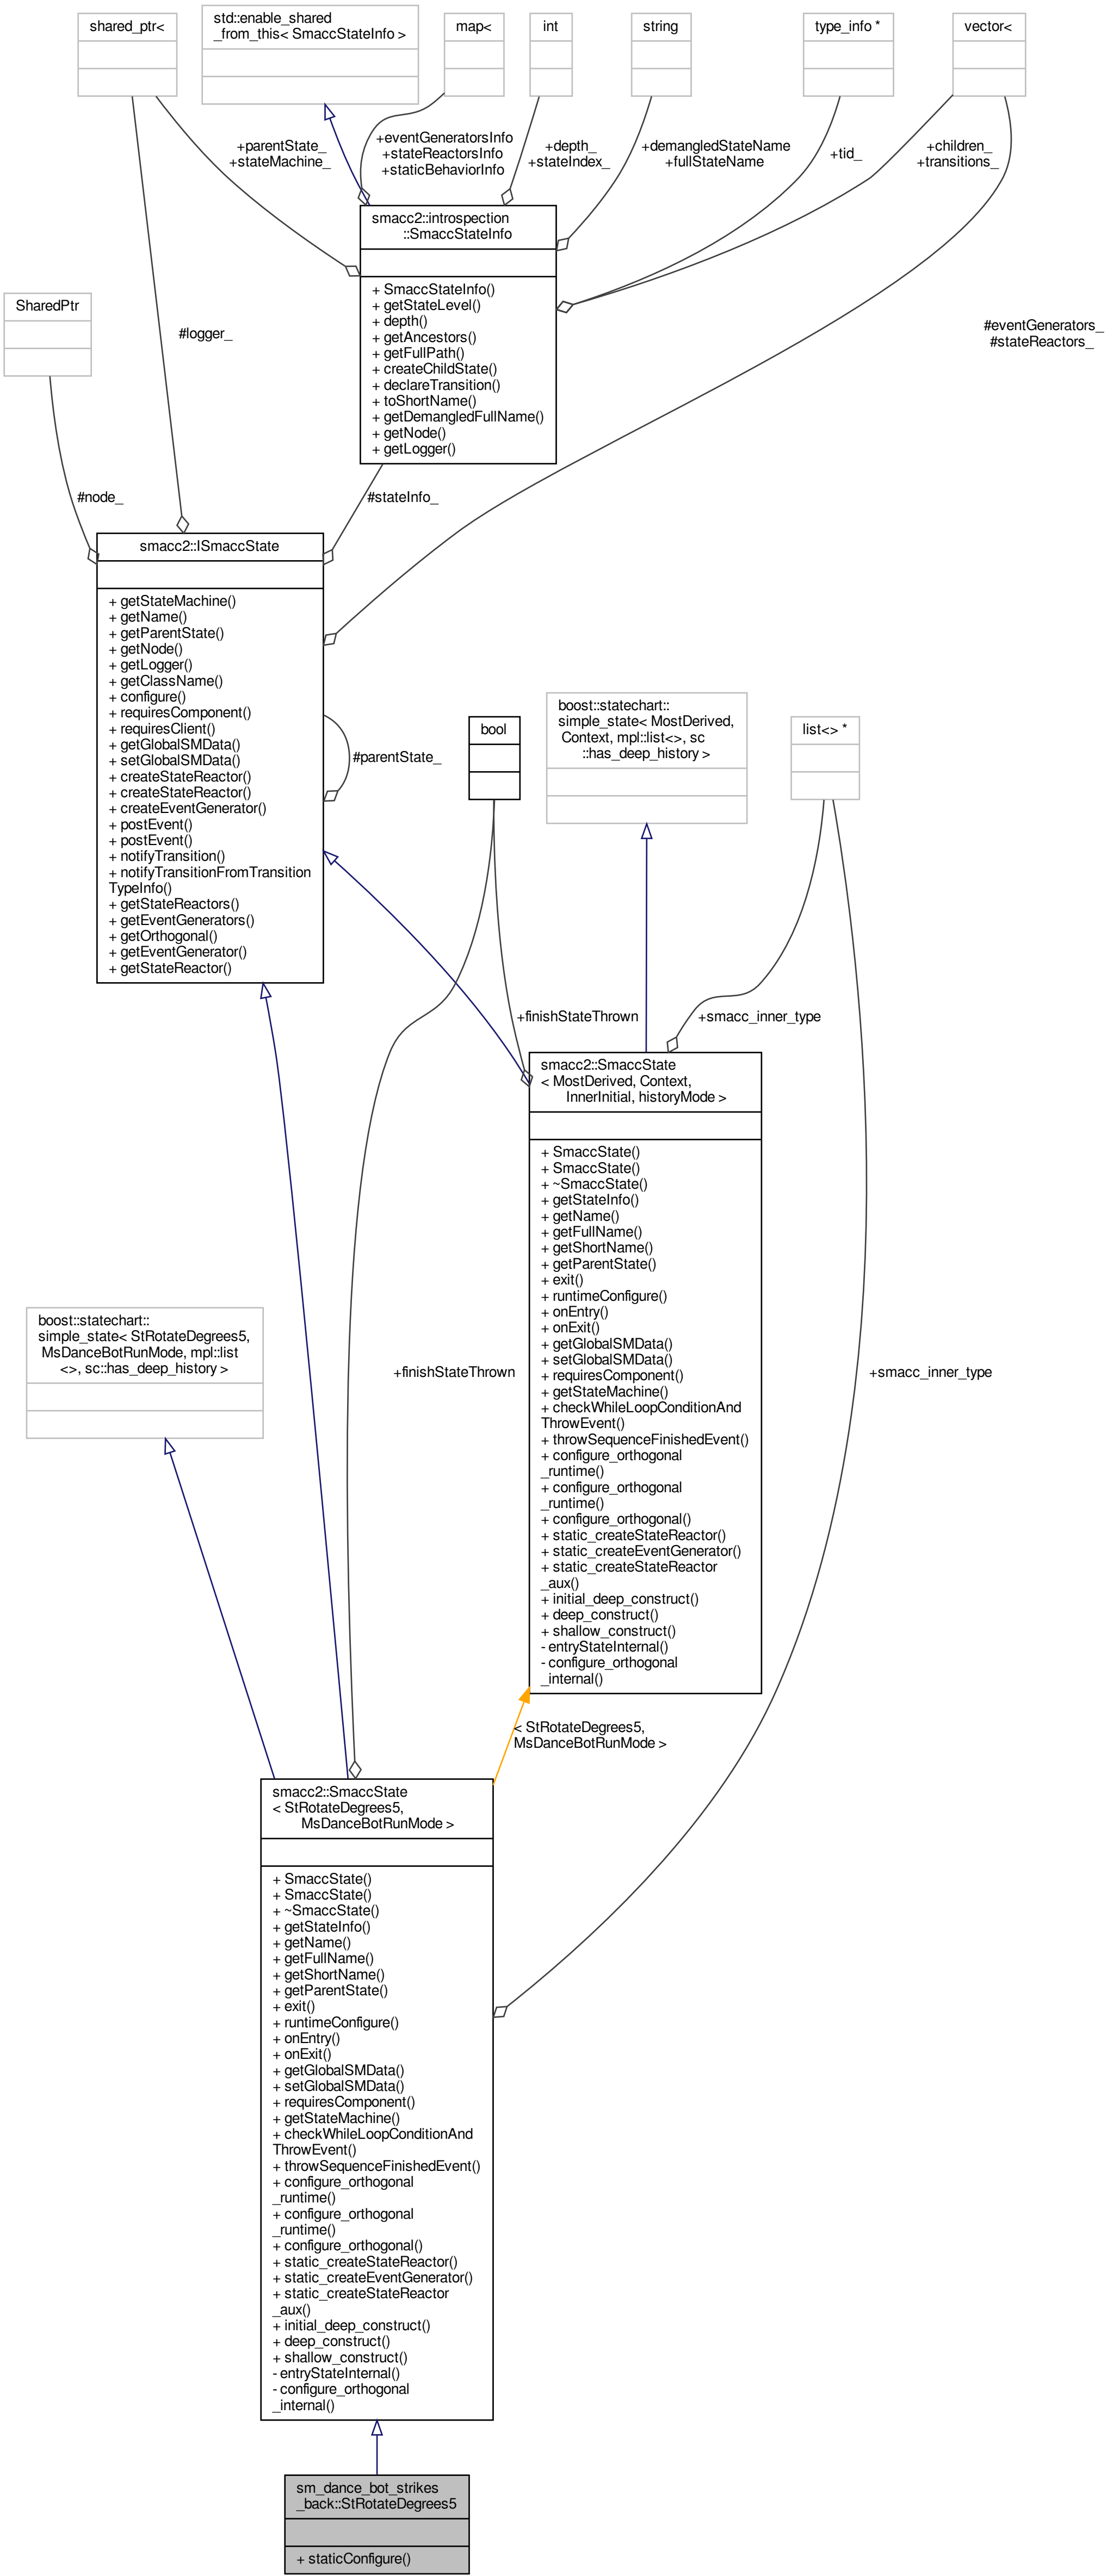 shared_ptr<
std::enable_shared
_from_this< SmaccStateInfo >
map<
int
string
type_info *
vector<
+parentState_
+stateMachine_
+eventGeneratorsInfo
+stateReactorsInfo
+staticBehaviorInfo
+depth_
+stateIndex_
+demangledStateName
+fullStateName
+tid_
+children_
+transitions_
smacc2::introspection
::SmaccStateInfo
+ SmaccStateInfo()
+ getStateLevel()
+ depth()
+ getAncestors()
+ getFullPath()
+ createChildState()
+ declareTransition()
+ toShortName()
+ getDemangledFullName()
+ getNode()
+ getLogger()
SharedPtr
#logger_
#eventGenerators_
#stateReactors_
#node_
#stateInfo_
smacc2::ISmaccState
+ getStateMachine()
+ getName()
+ getParentState()
+ getNode()
+ getLogger()
+ getClassName()
+ configure()
+ requiresComponent()
+ requiresClient()
+ getGlobalSMData()
+ setGlobalSMData()
+ createStateReactor()
+ createStateReactor()
+ createEventGenerator()
+ postEvent()
+ postEvent()
+ notifyTransition()
+ notifyTransitionFromTransition
TypeInfo()
+ getStateReactors()
+ getEventGenerators()
+ getOrthogonal()
+ getEventGenerator()
+ getStateReactor()
#parentState_
bool
boost::statechart::
simple_state< MostDerived,
Context, mpl::list<>, sc
::has_deep_history >
list<> *
+finishStateThrown
+smacc_inner_type
smacc2::SmaccState
< MostDerived, Context,
InnerInitial, historyMode >
+ SmaccState()
+ SmaccState()
+ ~SmaccState()
+ getStateInfo()
+ getName()
+ getFullName()
+ getShortName()
+ getParentState()
+ exit()
+ runtimeConfigure()
+ onEntry()
+ onExit()
+ getGlobalSMData()
+ setGlobalSMData()
+ requiresComponent()
+ getStateMachine()
+ checkWhileLoopConditionAnd
ThrowEvent()
+ throwSequenceFinishedEvent()
+ configure_orthogonal
_runtime()
+ configure_orthogonal
_runtime()
+ configure_orthogonal()
+ static_createStateReactor()
+ static_createEventGenerator()
+ static_createStateReactor
_aux()
+ initial_deep_construct()
+ deep_construct()
+ shallow_construct()
- entryStateInternal()
- configure_orthogonal
_internal()
boost::statechart::
simple_state< StRotateDegrees5,
MsDanceBotRunMode, mpl::list
<>, sc::has_deep_history >
+finishStateThrown
+smacc_inner_type
< StRotateDegrees5,
MsDanceBotRunMode >
smacc2::SmaccState
< StRotateDegrees5,
MsDanceBotRunMode >
+ SmaccState()
+ SmaccState()
+ ~SmaccState()
+ getStateInfo()
+ getName()
+ getFullName()
+ getShortName()
+ getParentState()
+ exit()
+ runtimeConfigure()
+ onEntry()
+ onExit()
+ getGlobalSMData()
+ setGlobalSMData()
+ requiresComponent()
+ getStateMachine()
+ checkWhileLoopConditionAnd
ThrowEvent()
+ throwSequenceFinishedEvent()
+ configure_orthogonal
_runtime()
+ configure_orthogonal
_runtime()
+ configure_orthogonal()
+ static_createStateReactor()
+ static_createEventGenerator()
+ static_createStateReactor
_aux()
+ initial_deep_construct()
+ deep_construct()
+ shallow_construct()
- entryStateInternal()
- configure_orthogonal
_internal()
sm_dance_bot_strikes
_back::StRotateDegrees5
+ staticConfigure()